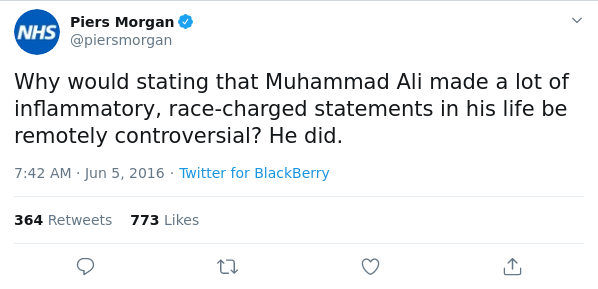 NHS
Piers Morgan
@piersmorgan
Why would stating that Muhammad Ali made a lot of
inflammatory, race-charged statements in his life be
remotely controversial? He did.
7:42 AM · Jun 5, 2016 · Twitter for BlackBerry
364 Retweets 773 Likes